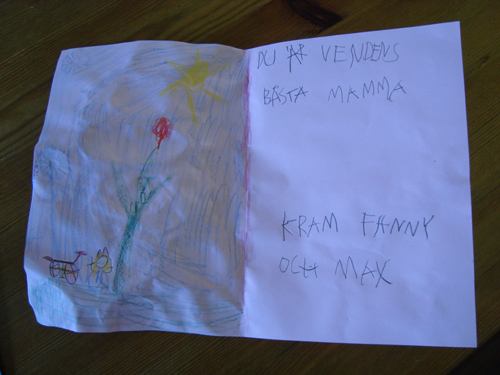 DU ÄR VENDENS
BÄSTA MAMMA
KRAM FANNY
OCH MAX